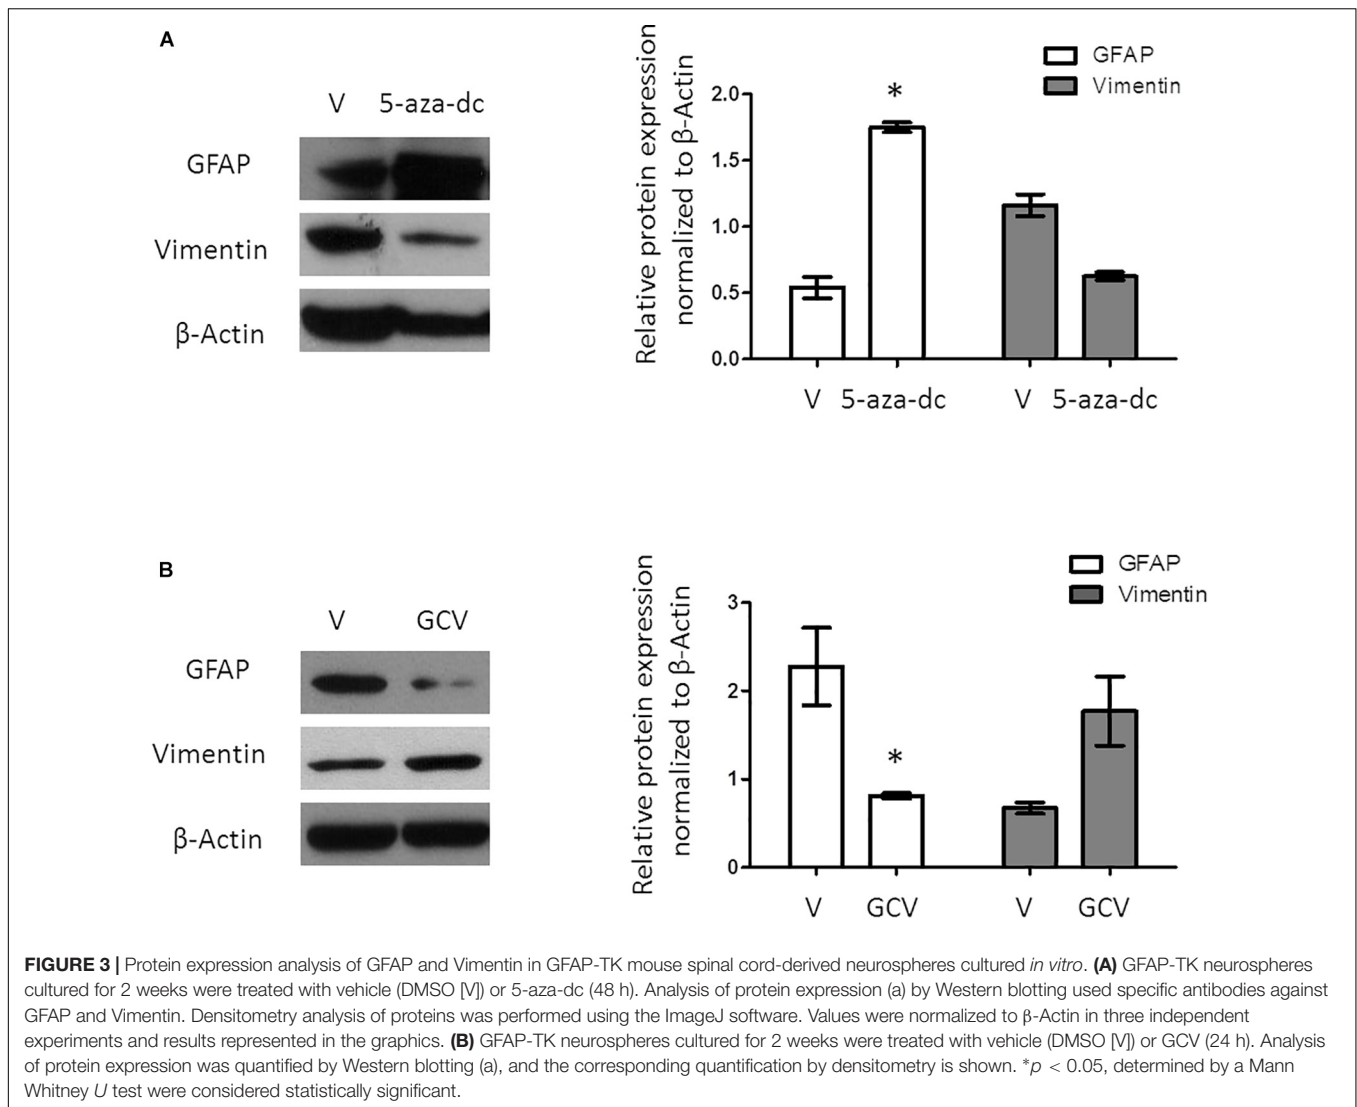 A
V 5-aza-dc
GFAP
Vimentin
β-Actin
Relative protein expression
normalized to β-Actin
GFAP
Vimentin
2.0
1.5
1.0
0.5
0.0
*
V 5-aza-dc V 5-aza-dc
B
V GCV
GFAP
Vimentin
β-Actin
Relative protein expression
normalized to β-Actin
GFAP
Vimentin
3
2
1
0
*
V GCV V GCV
FIGURE 3 | Protein expression analysis of GFAP and Vimentin in GFAP-TK mouse spinal cord-derived neurospheres cultured in vitro. (A) GFAP-TK neurospheres
cultured for 2 weeks were treated with vehicle (DMSO [V]) or 5-aza-dc (48 h). Analysis of protein expression (a) by Western blotting used specific antibodies against
GFAP and Vimentin. Densitometry analysis of proteins was performed using the ImageJ software. Values were normalized to β-Actin in three independent
experiments and results represented in the graphics. (B) GFAP-TK neurospheres cultured for 2 weeks were treated with vehicle (DMSO [V]) or GCV (24 h). Analysis
of protein expression was quantified by Western blotting (a), and the corresponding quantification by densitometry is shown. *p < 0.05, determined by a Mann
Whitney U test were considered statistically significant.